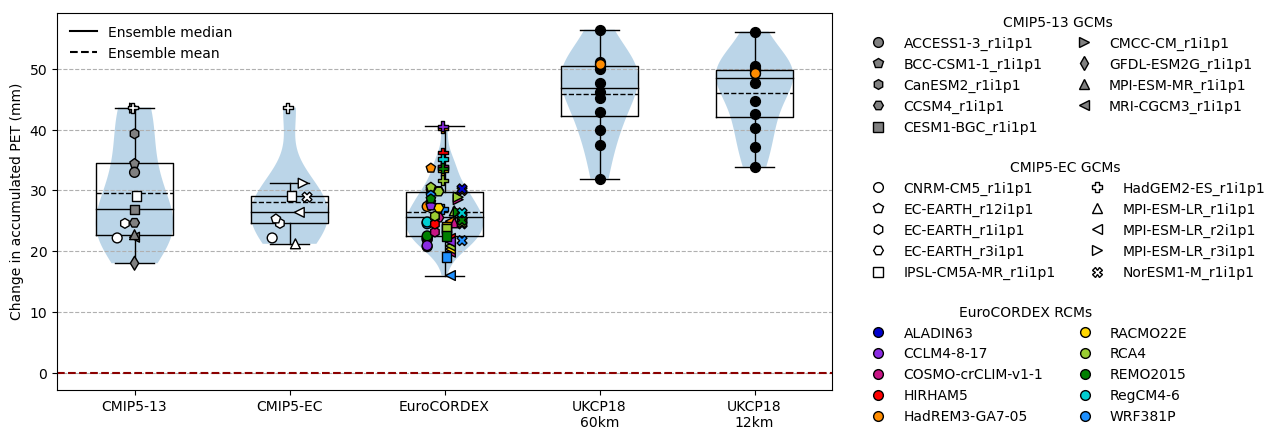 Change in accumulated PET (mm)
50
40
30
20
10
0
Ensemble median
Ensemble mean
CMIP5-13
CMIP5-EC
EuroCORDEX
UKCP18
60km
UKCP18
12km
CMIP5-13 GCMs
ACCESS1-3_r1i1p1
BCC-CSM1-1_r1i1p1
CanESM2_r1i1p1
CCSM4_r1i1p1
CESM1-BGC_r1i1p1
CMCC-CM_r1i1p1
GFDL-ESM2G_r1i1p1
MPI-ESM-MR_r1i1p1
MRI-CGCM3_r1i1p1
CMIP5-EC GCMs
CNRM-CM5_r1i1p1
EC-EARTH_r12i1p1
EC-EARTH_r1i1p1
EC-EARTH_r3i1p1
IPSL-CM5A-MR_r1i1p1
HadGEM2-ES_r1i1p1
MPI-ESM-LR_r1i1p1
MPI-ESM-LR_r2i1p1
MPI-ESM-LR_r3i1p1
NorESM1-M_r1i1p1
EuroCORDEX RCMs
ALADIN63
CCLM4-8-17
COSMO-crCLIM-v1-1
HIRHAM5
HadREM3-GA7-05
RACMO22E
RCA4
REMO2015
RegCM4-6
WRF381P